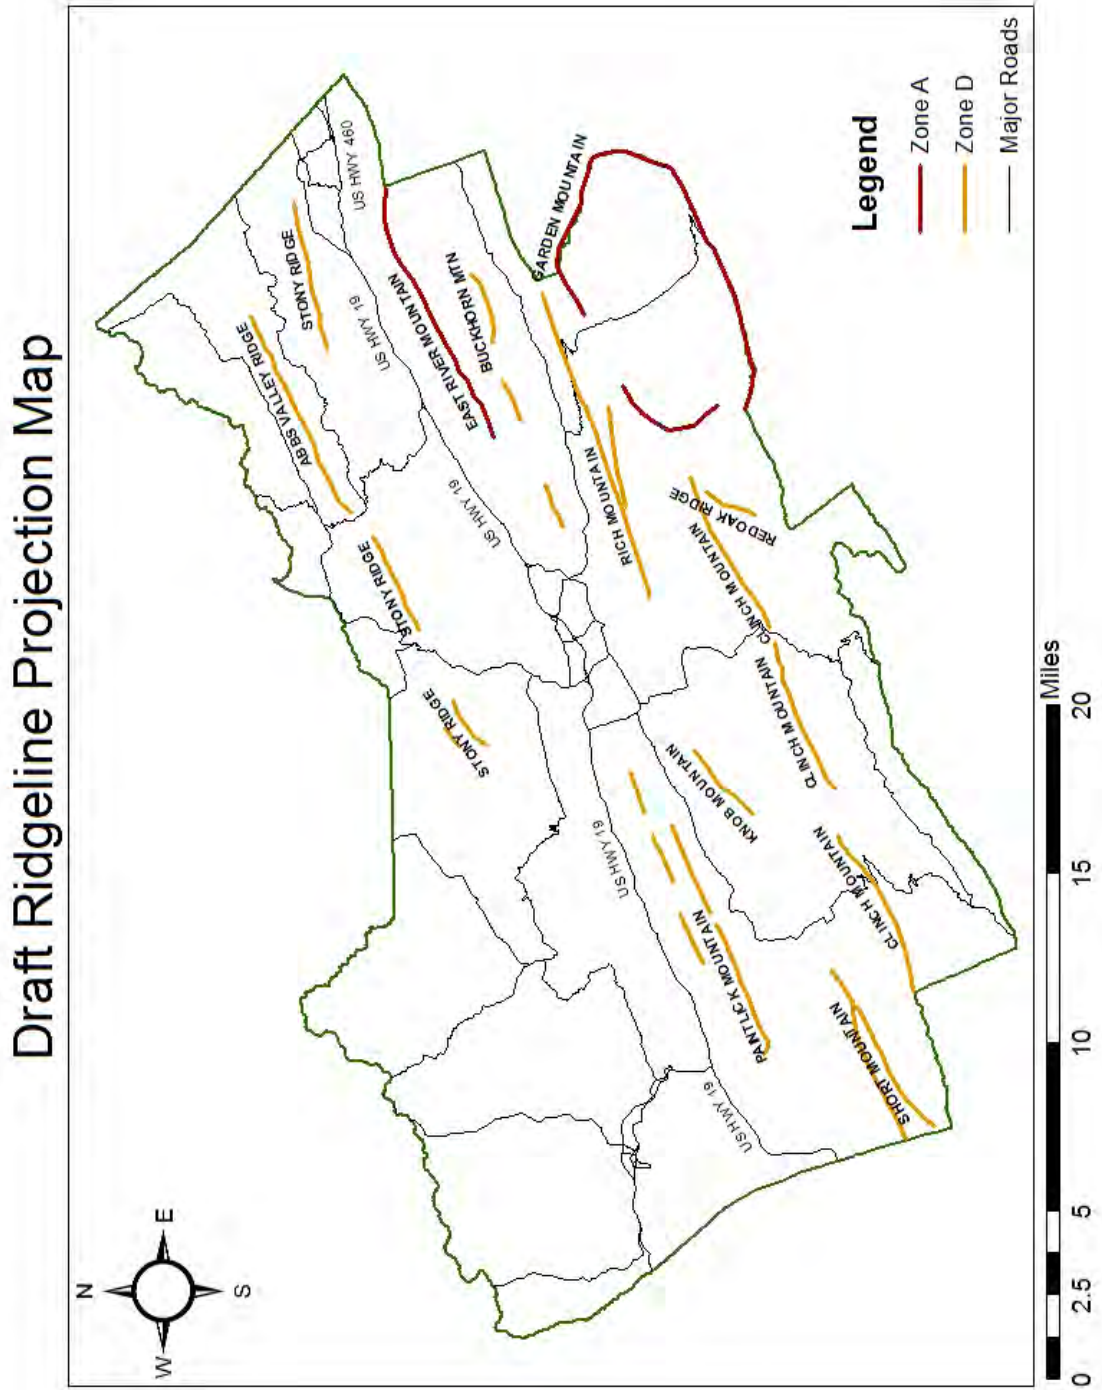 Draft Ridgeline Projection Map
N
W
E
S
ABBS VALLEY RIDGE
STONY RIDGE
US HWY 460
US HWY 19
EAST RIVER MOUNTAIN
BUCKHORN MTN
GARDEN MOUNTAIN
STONY RIDGE
US HWY 19
RICH MOUNTAIN
RED OAK RIDGE
STONY RIDGE
CLINCH MOUNTAIN
CLINCH MOUNTAIN
KNOB MOUNTAIN
US HWY 19
CLINCH MOUNTAIN
PAINT LICK MOUNTAIN
SHORT MOUNTAIN
US HWY 19
Legend
Zone A
Zone D
Major Roads
0 2.5 5 10 15 20
Miles